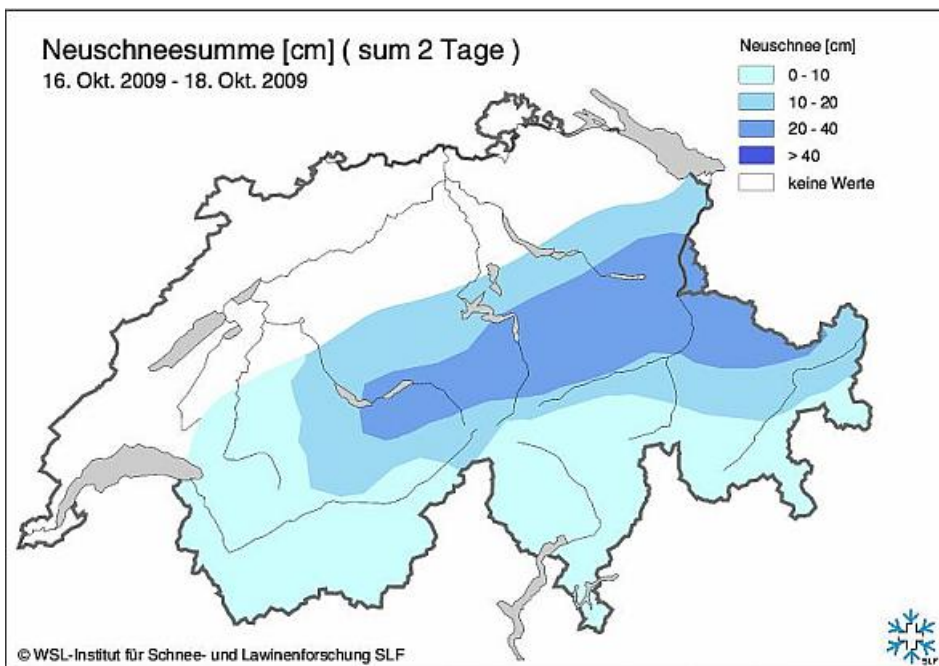 Neuschneesumme [cm] ( sum 2 Tage )
16. Okt. 2009 - 18. Okt. 2009
Neuschnee [cm]
0 - 10
10 - 20
20 - 40
> 40
keine Werte
© WSL-Institut für Schnee- und Lawinenforschung SLF
SLF